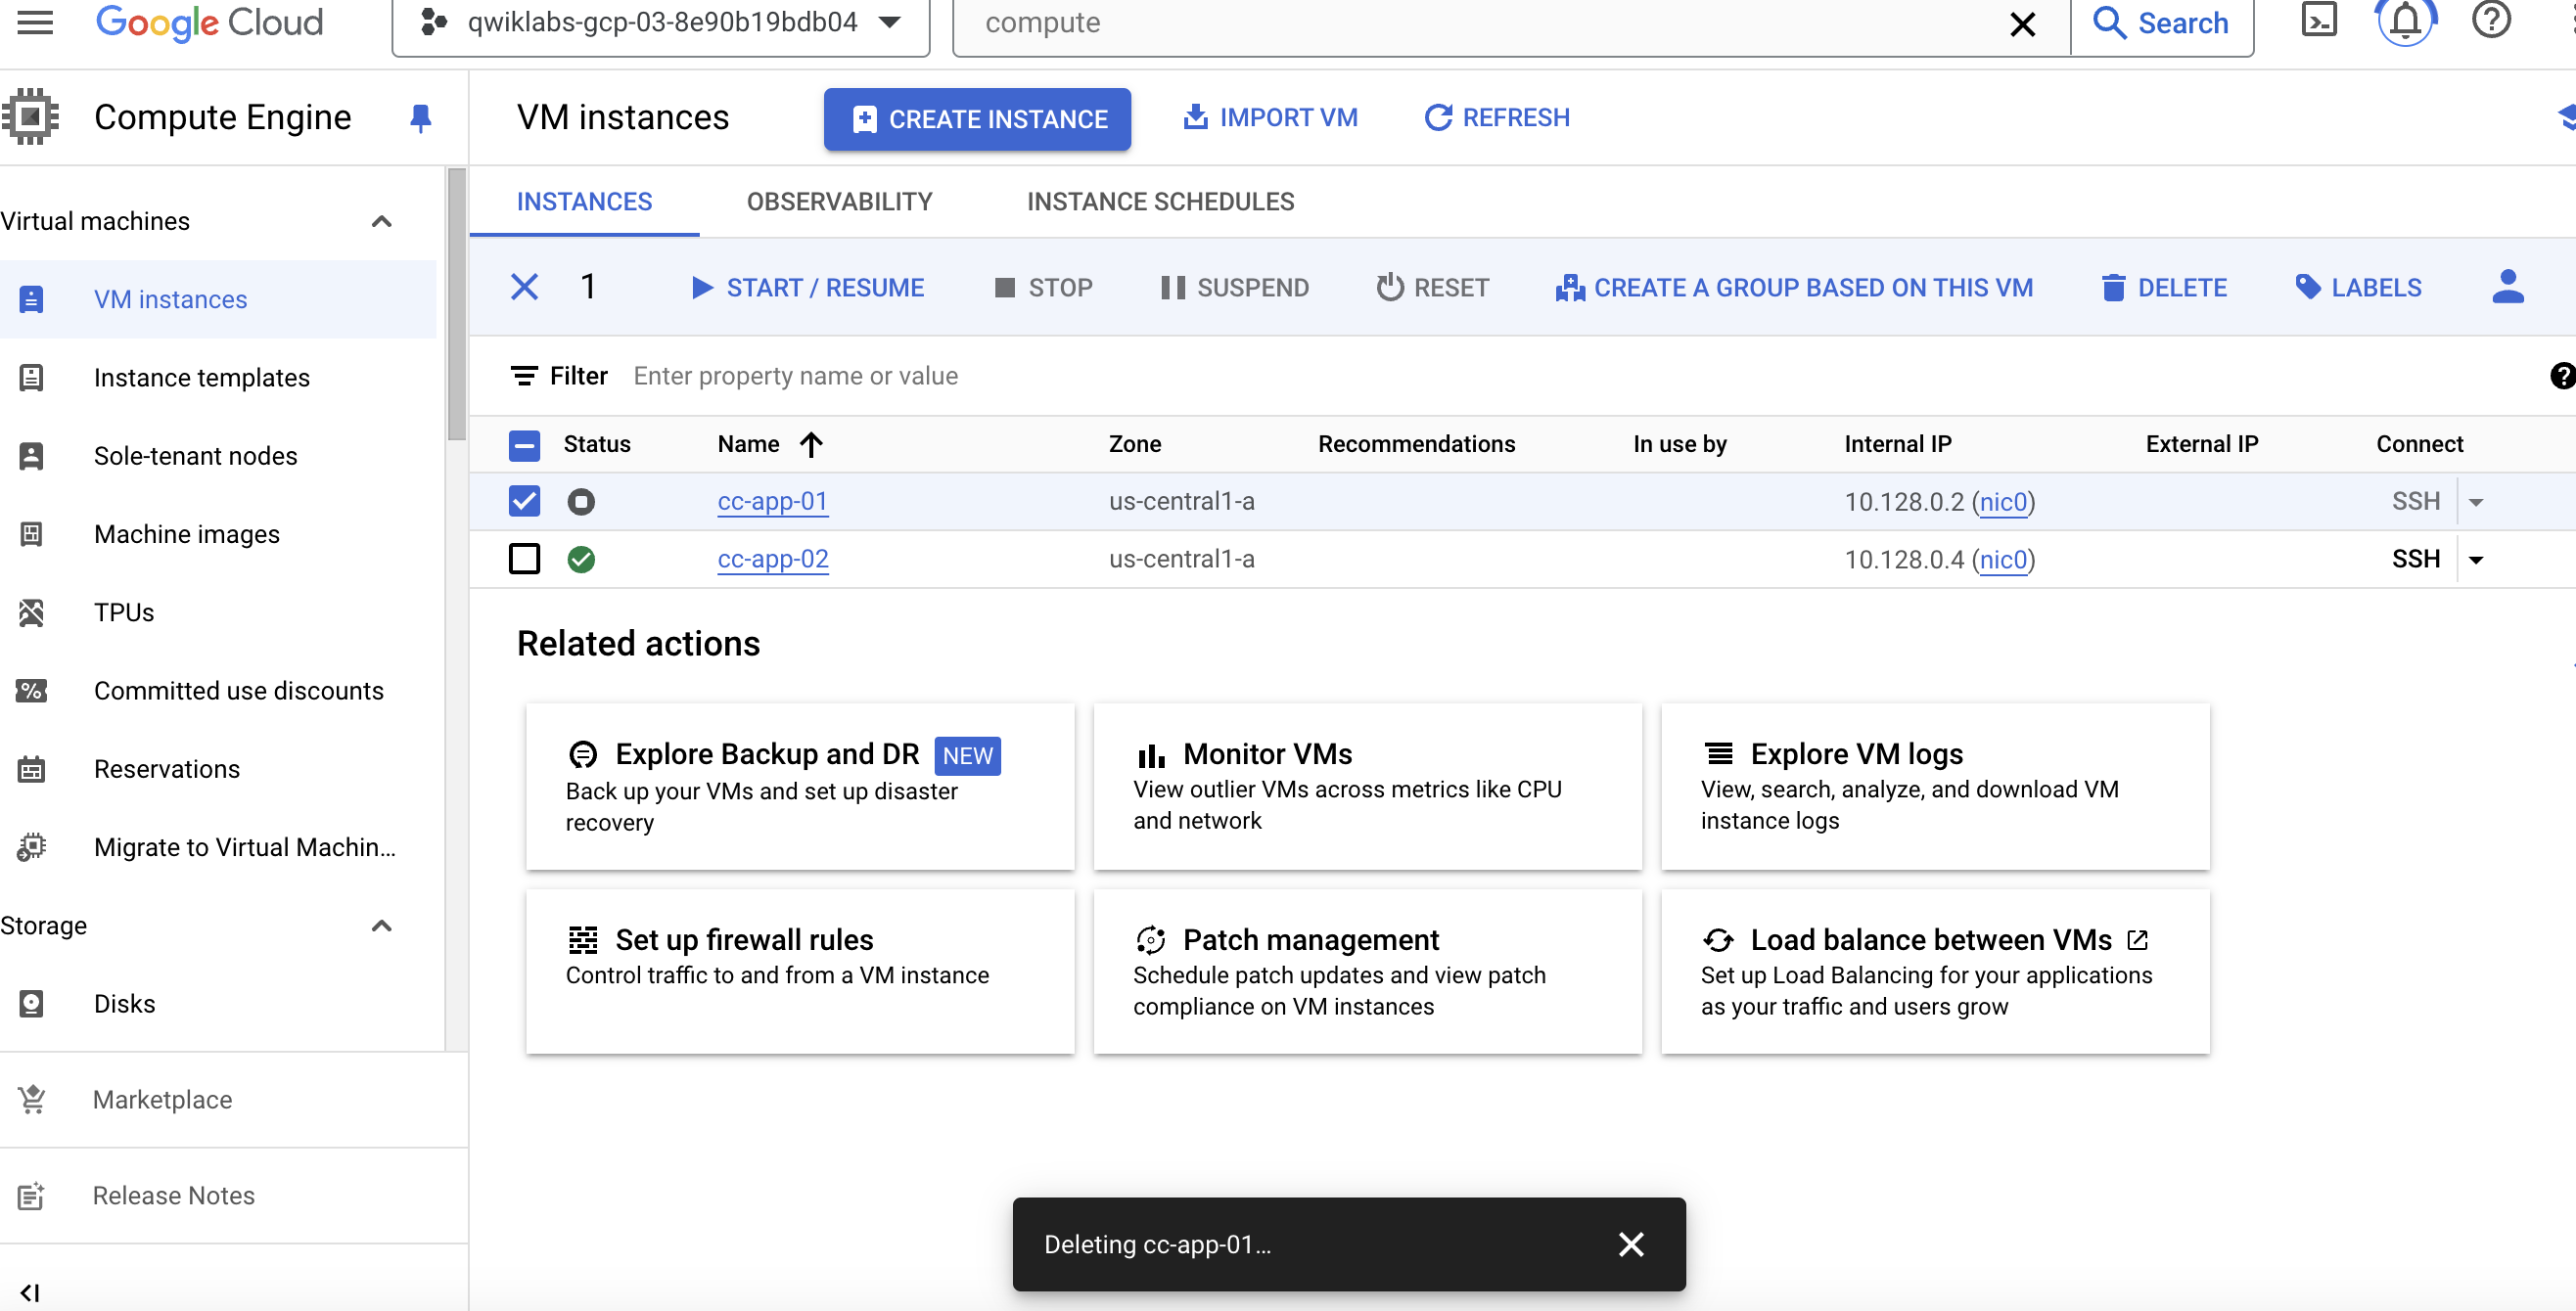 Google Cloud
qwiklabs-gcp-03-8e90b19bdb04
compute
Search
Compute Engine
VM instances
CREATE INSTANCE
IMPORT VM
REFRESH
Virtual machines
VM instances
Instance templates
Sole-tenant nodes
Machine images
TPUs
Committed use discounts
Reservations
Migrate to Virtual Machin...
Storage
Disks
Marketplace
Release Notes
INSTANCES OBSERVABILITY INSTANCE SCHEDULES
1 START / RESUME STOP SUSPEND RESET CREATE A GROUP BASED ON THIS VM DELETE LABELS
Filter Enter property name or value
Status Name Zone Recommendations In use by Internal IP External IP Connect
cc-app-01 us-central1-a 10.128.0.2 (nic0) SSH
cc-app-02 us-central1-a 10.128.0.4 (nic0) SSH
Related actions
Explore Backup and DR NEW
Back up your VMs and set up disaster
recovery
Monitor VMs
View outlier VMs across metrics like CPU
and network
Explore VM logs
View, search, analyze, and download VM
instance logs
Set up firewall rules
Control traffic to and from a VM instance
Patch management
Schedule patch updates and view patch
compliance on VM instances
Load balance between VMs
Set up Load Balancing for your applications
as your traffic and users grow
Deleting cc-app-01...